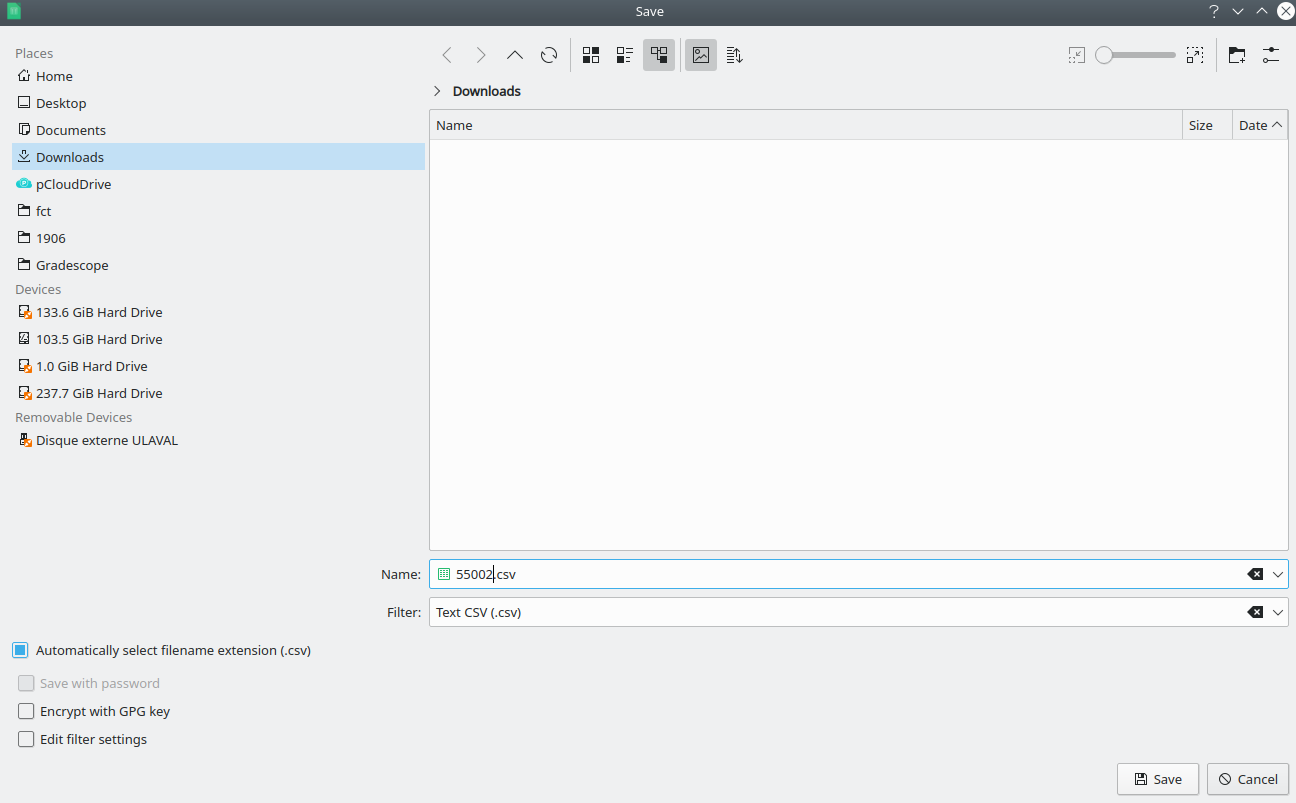 Save
Places
Home
Desktop
Documents
Downloads
pCloudDrive
fct
1906
Gradescope
Devices
133.6 GiB Hard Drive
103.5 GiB Hard Drive
1.0 GiB Hard Drive
237.7 GiB Hard Drive
Removable Devices
Disque externe ULAVAL
Downloads
Name Size Date
Name: 55002.csv
Filter: Text CSV (.csv)
Automatically select filename extension (.csv)
Save with password
Encrypt with GPG key
Edit filter settings
Save Cancel